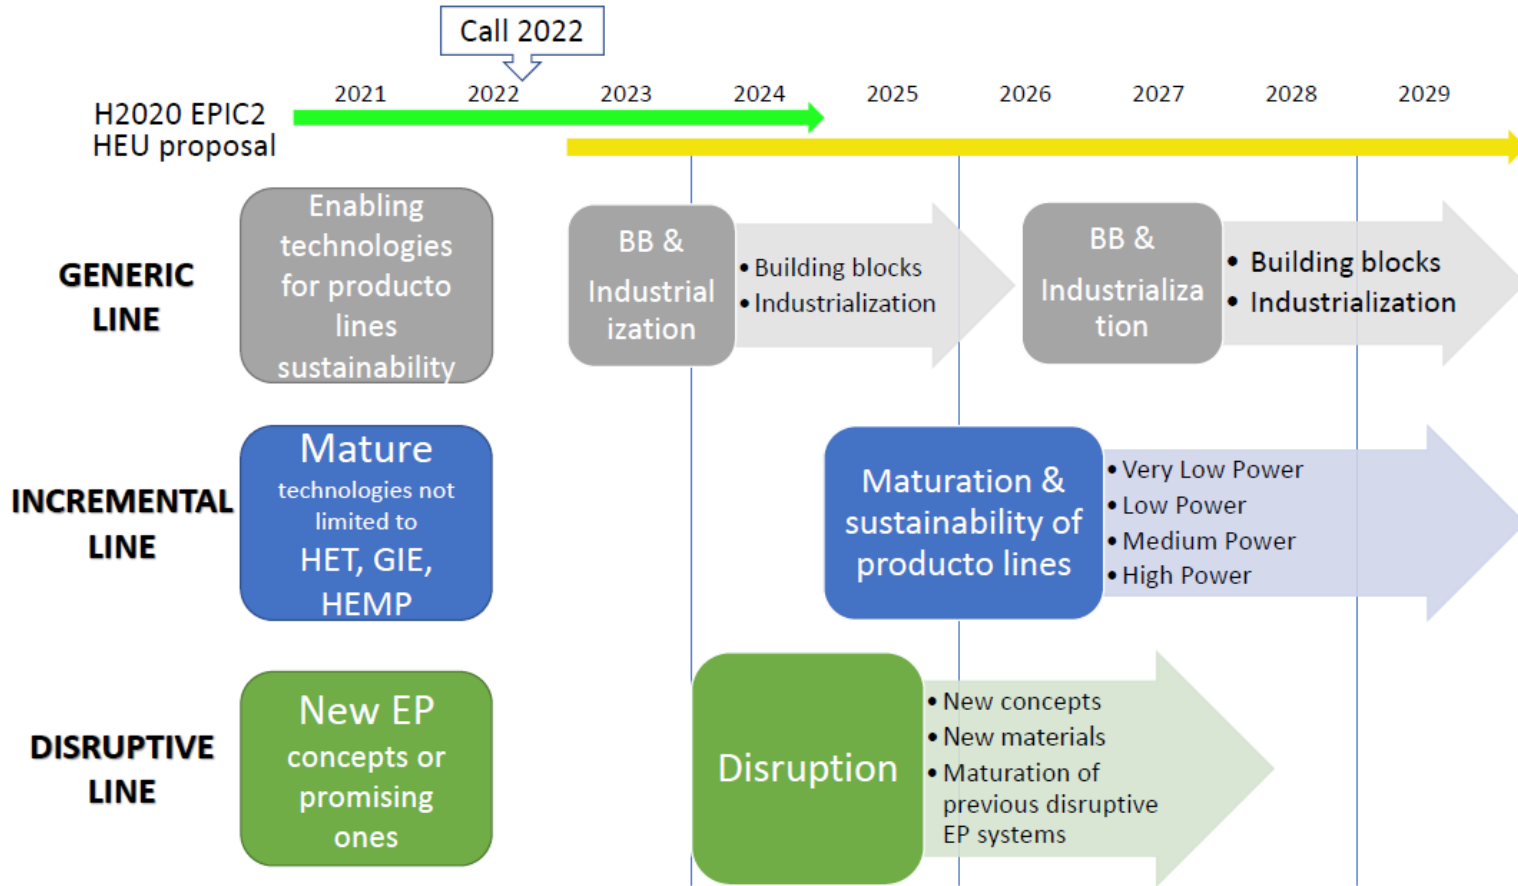 Call 2022
2021 2022 2023 2024 2025 2026 2027 2028 2029
H2020 EPIC2
HEU proposal
GENERIC
LINE
Enabling
technologies
for producto
lines
sustainability
BB &
Industrial
ization
• Building blocks
• Industrialization
BB &
Industrializa
tion
• Building blocks
• Industrialization
INCREMENTAL
LINE
Mature
technologies not
limited to
HET, GIE,
HEMP
Maturation &
sustainability of
producto lines
• Very Low Power
• Low Power
• Medium Power
• High Power
DISRUPTIVE
LINE
New EP
concepts or
promising
ones
Disruption
• New concepts
• New materials
• Maturation of
previous disruptive
EP systems